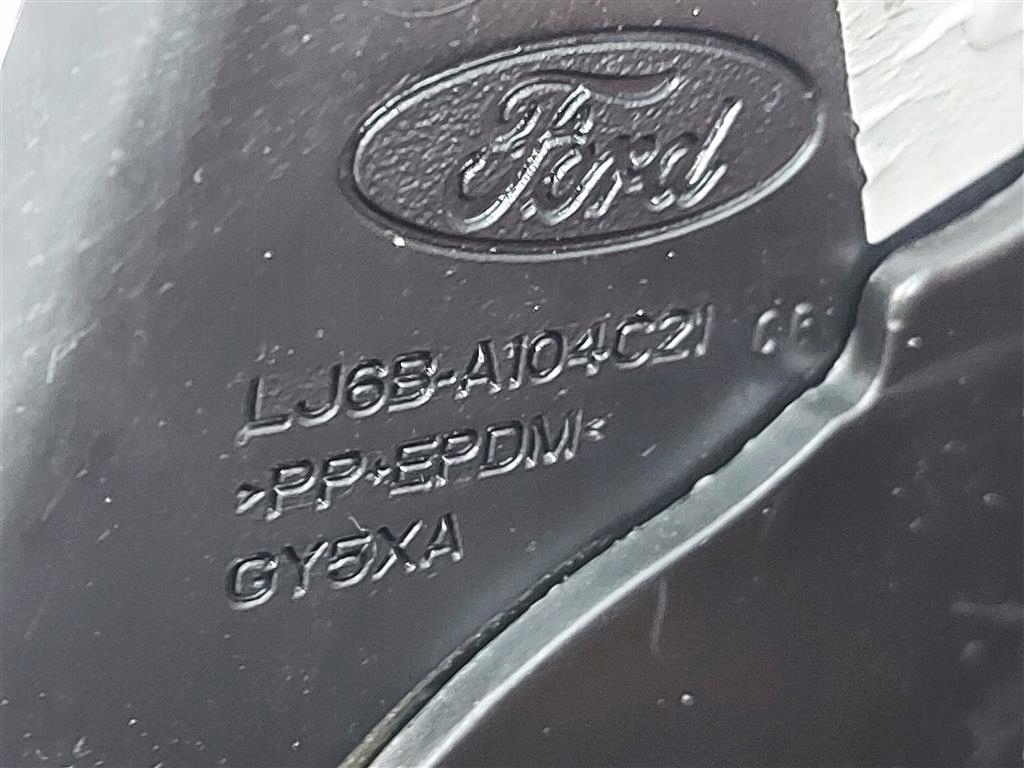 Ford
LJ6B-A104C21
>PP+EPDM<
GY5XA